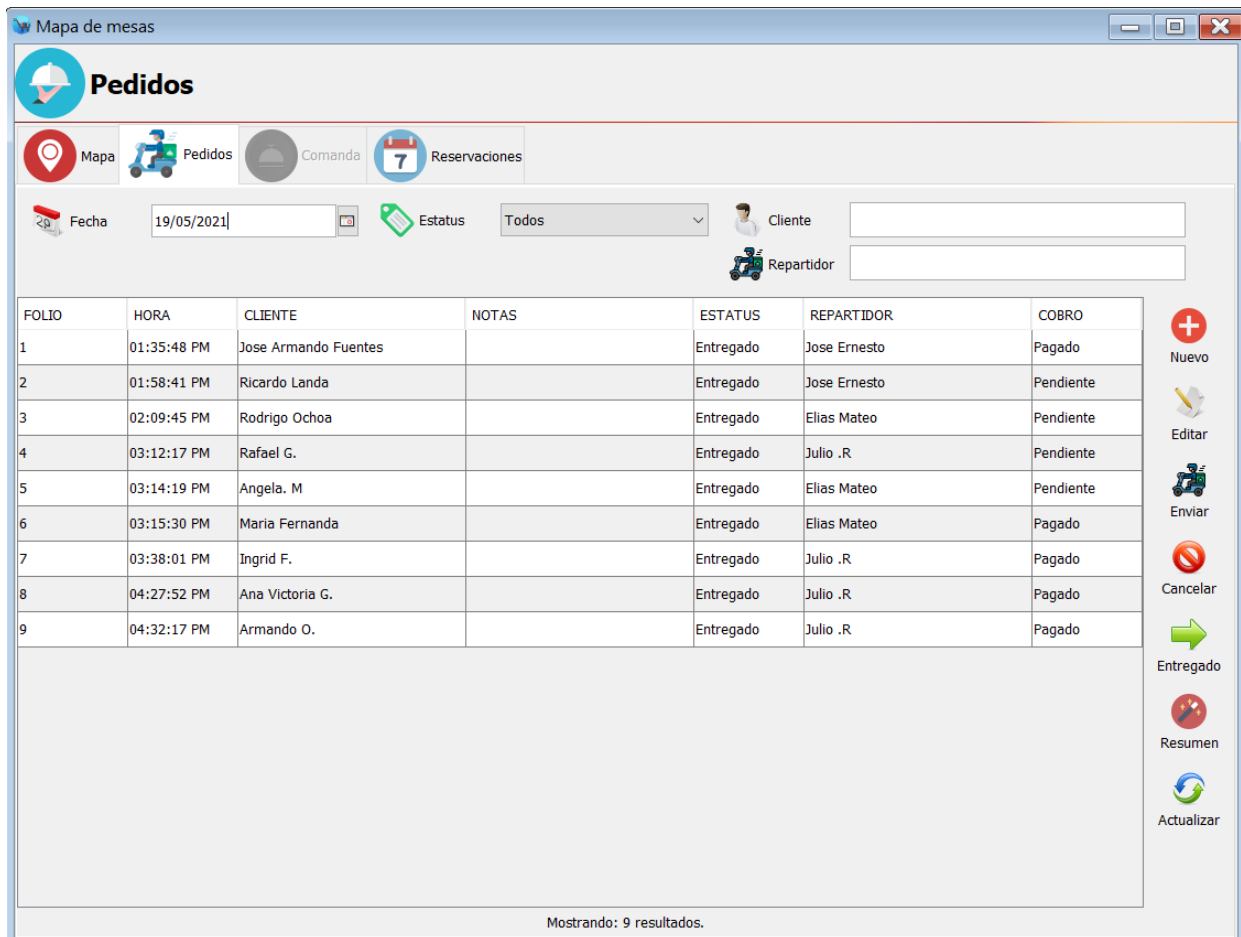 Mapa de mesas
Pedidos
Mapa Pedidos Comanda 7 Reservaciones
Fecha 19/05/2021 Estatus Todos Cliente
Repartidor
FOLIO HORA CLIENTE NOTAS ESTATUS REPARTIDOR COBRO
1 01:35:48 PM Jose Armando Fuentes Entregado Jose Ernesto Pagado
2 01:58:41 PM Ricardo Landa Entregado Jose Ernesto Pendiente
3 02:09:45 PM Rodrigo Ochoa Entregado Elias Mateo Pendiente
4 03:12:17 PM Rafael G. Entregado Julio .R Pendiente
5 03:14:19 PM Angela. M Entregado Elias Mateo Pendiente
6 03:15:30 PM Maria Fernanda Entregado Elias Mateo Pagado
7 03:38:01 PM Ingrid F. Entregado Julio .R Pagado
8 04:27:52 PM Ana Victoria G. Entregado Julio .R Pagado
9 04:32:17 PM Armando O. Entregado Julio .R Pagado
Nuevo
Editar
Enviar
Cancelar
Entregado
Resumen
Actualizar
Mostrando: 9 resultados.